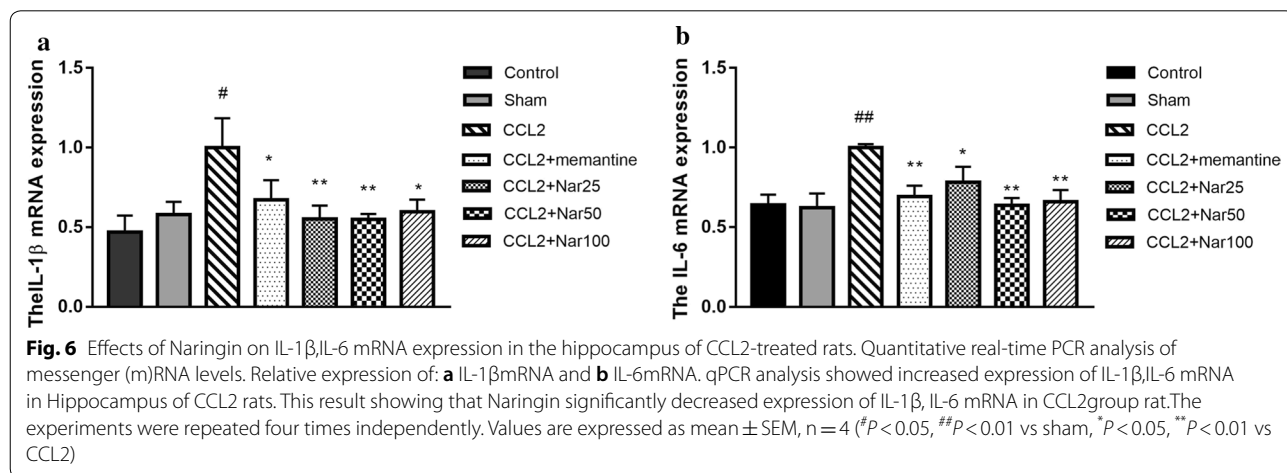 a
TheIL-1β mRNA expression
1.5
1.0
0.5
0.0
#
*
**
**
*
Control
Sham
CCL2
CCL2+memantine
CCL2+Nar25
CCL2+Nar50
CCL2+Nar100
b
The IL-6 mRNA expression
1.5
1.0
0.5
0.0
##
**
*
**
**
Control
Sham
CCL2
CCL2+memantine
CCL2+Nar25
CCL2+Nar50
CCL2+Nar100
Fig. 6 Effects of Naringin on IL-1β,IL-6 mRNA expression in the hippocampus of CCL2-treated rats. Quantitative real-time PCR analysis of
messenger (m)RNA levels. Relative expression of: a IL-1βmRNA and b IL-6mRNA. qPCR analysis showed increased expression of IL-1β,IL-6 mRNA
in Hippocampus of CCL2 rats. This result showing that Naringin significantly decreased expression of IL-1β, IL-6 mRNA in CCL2group rat.The
experiments were repeated four times independently. Values are expressed as mean ± SEM, n = 4 (#P < 0.05, ##P < 0.01 vs sham, *P < 0.05, **P < 0.01 vs
CCL2)